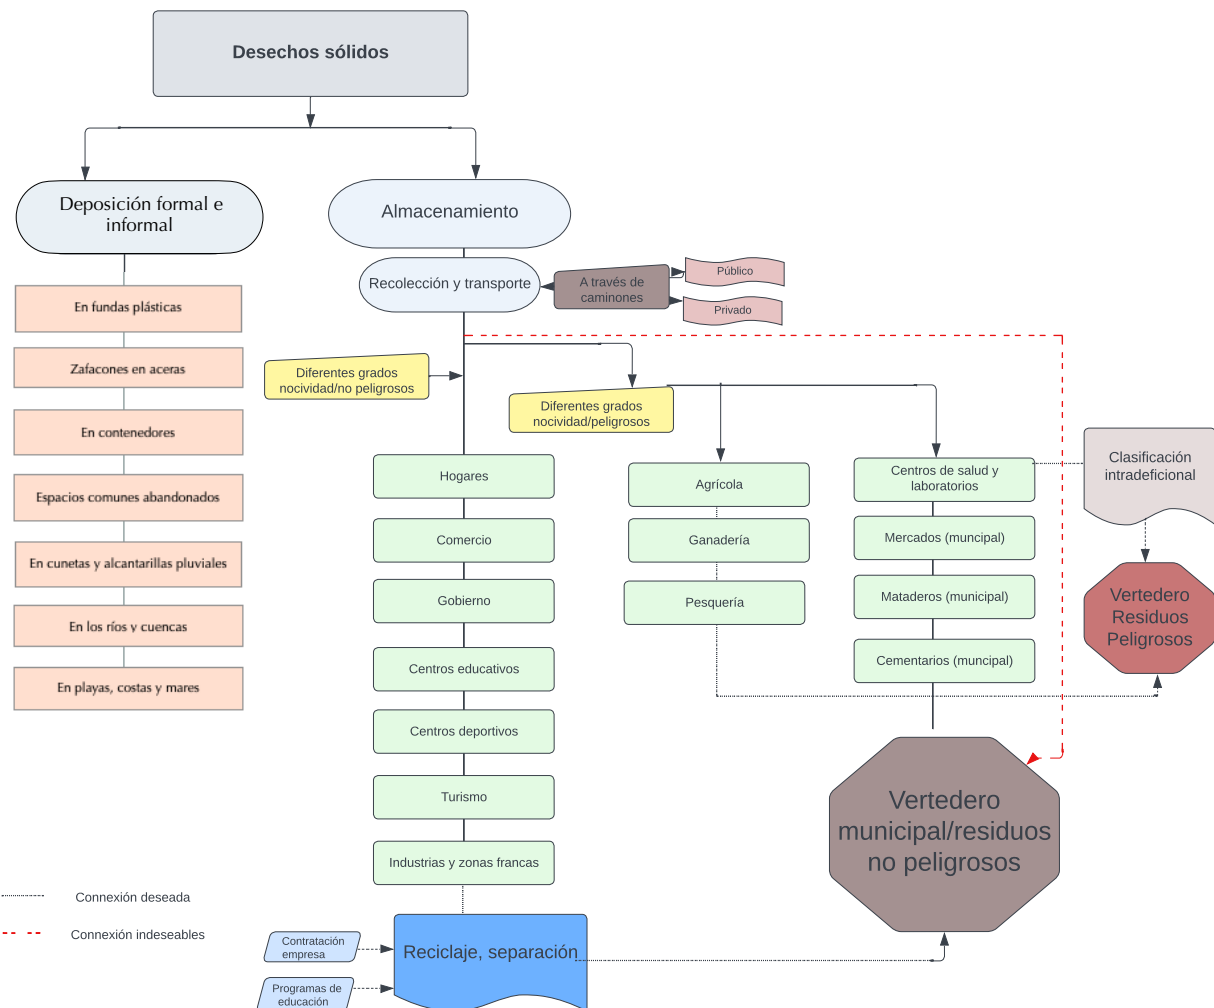 Desechos sólidos
Deposición formal e
informal
En fundas plásticas
Zafacones en aceras
En contenedores
Espacios comunes abandonados
En cunetas y alcantarillas pluviales
En los ríos y cuencas
En playas, costas y mares
Almacenamiento
Recolección y transporte
A través de
caminones
Público
Privado
Diferentes grados
nocividad/no peligrosos
Diferentes grados
nocividad/peligrosos
Hogares
Comercio
Gobierno
Centros educativos
Centros deportivos
Turismo
Industrias y zonas francas
Agrícola
Ganadería
Pesquería
Centros de salud y
laboratorios
Mercados (muncipal)
Mataderos (municipal)
Cementarios (muncipal)
Clasificación
intradeficional
Vertedero
Residuos
Peligrosos
Vertedero
municipal/residuos
no peligrosos
Connexión deseada
Connexión indeseables
Contratación
empresa
Programas de
educación
Reciclaje, separación